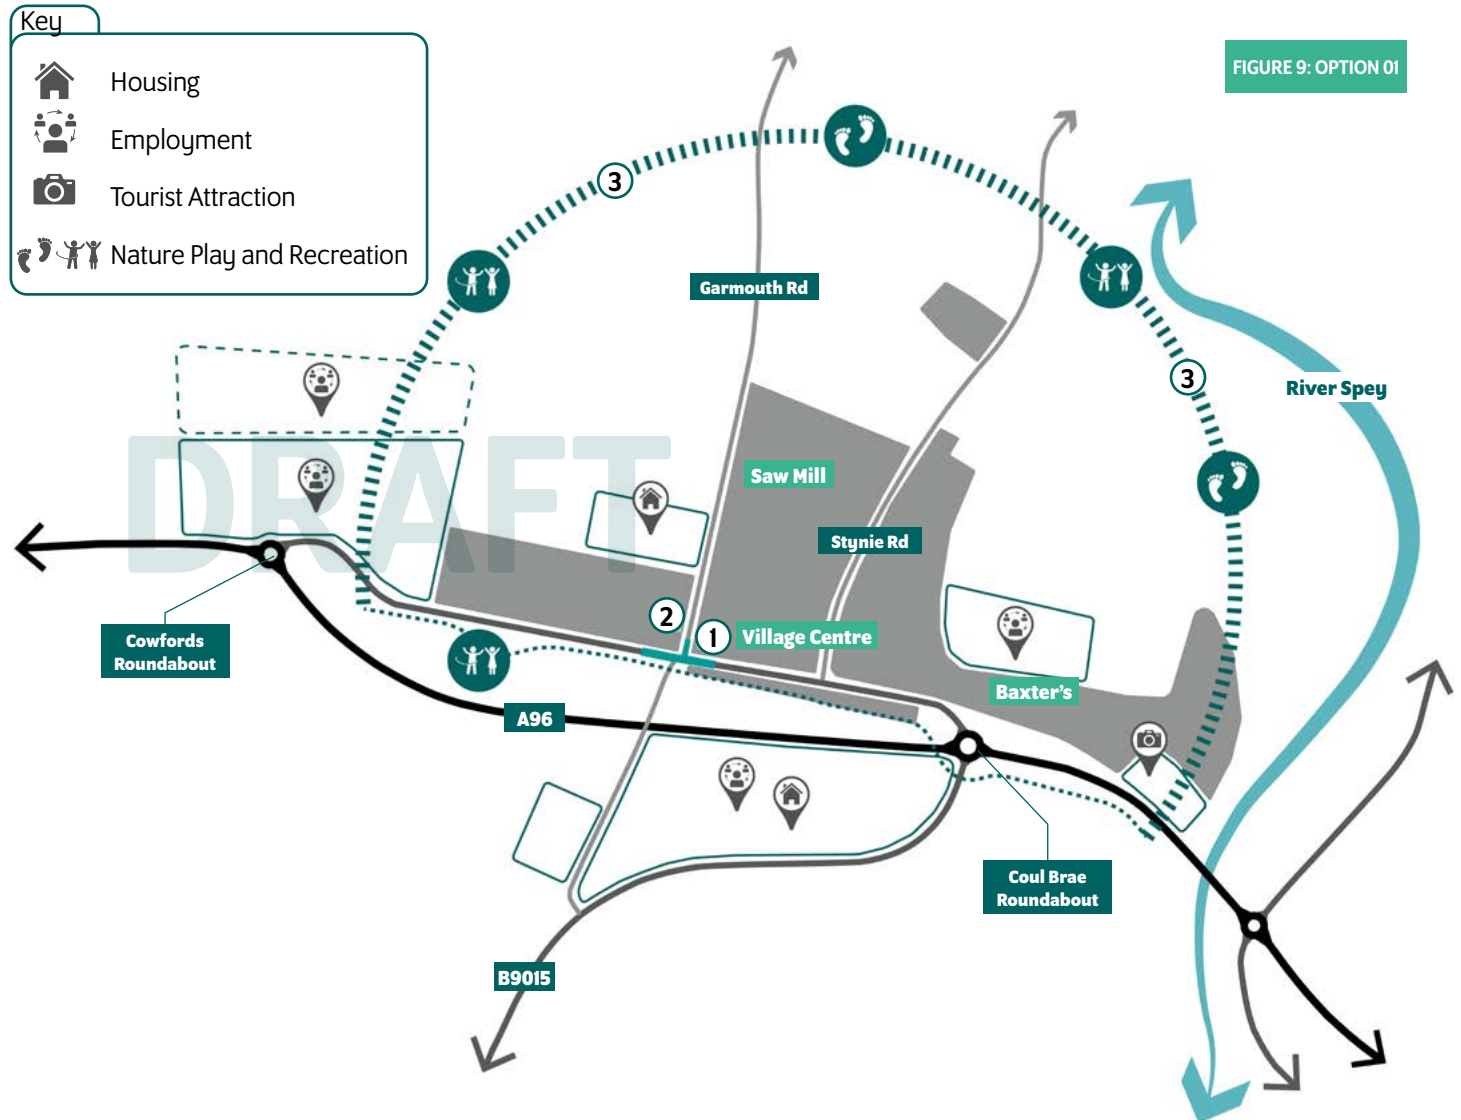 Key
Housing
Employment
Tourist Attraction
Nature Play and Recreation
FIGURE 9: OPTION 01
3
Garmouth Rd
3
River Spey
DRAFT
Saw Mill
Stynie Rd
2
1
Village Centre
Cowfords
Roundabout
Baxter's
A96
Coul Brae
Roundabout
B9015